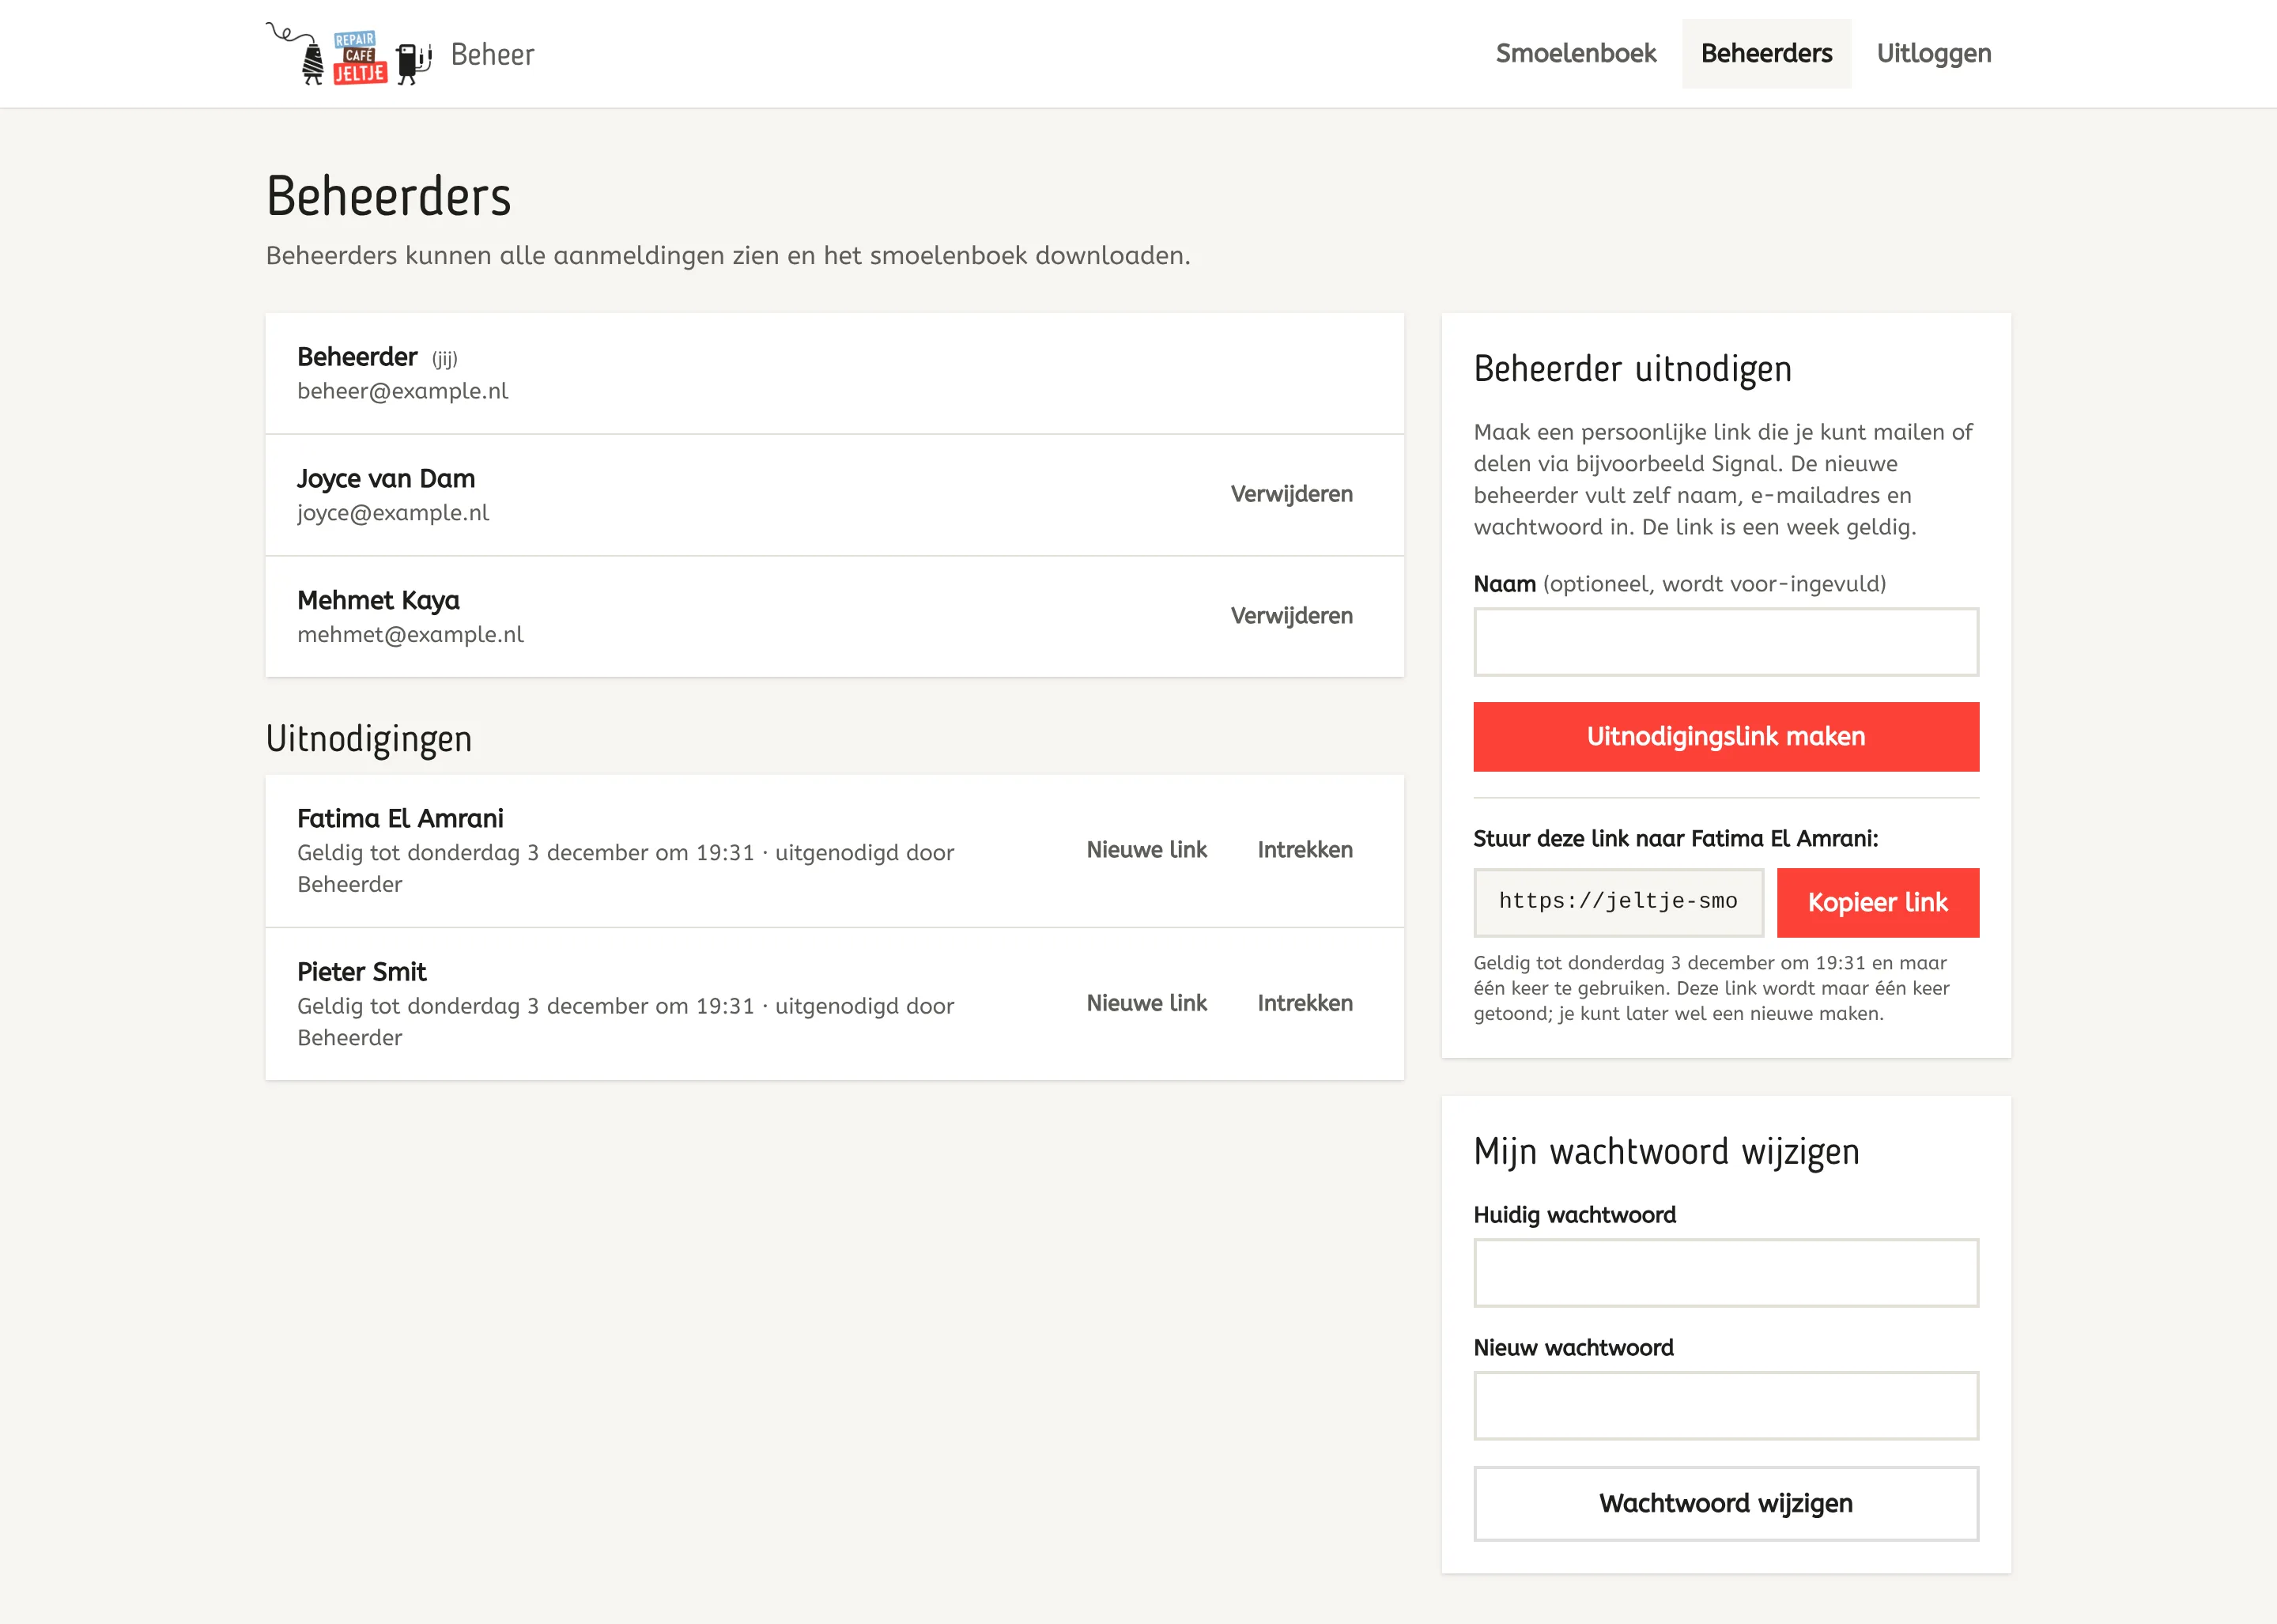 REPAIR
CAFÉ
JELTJE
Beheer
Smoelenboek
Beheerders
Uitloggen
Beheerders
Beheerders kunnen alle aanmeldingen zien en het smoelenboek downloaden.
Beheerder (jij)
beheer@example.nl
Joyce van Dam
joyce@example.nl
Verwijderen
Mehmet Kaya
mehmet@example.nl
Verwijderen
Uitnodigingen
Fatima El Amrani
Geldig tot donderdag 3 december om 19:31 · uitgenodigd door
Beheerder
Nieuwe link
Intrekken
Pieter Smit
Geldig tot donderdag 3 december om 19:31 · uitgenodigd door
Beheerder
Nieuwe link
Intrekken
Beheerder uitnodigen
Maak een persoonlijke link die je kunt mailen of
delen via bijvoorbeeld Signal. De nieuwe
beheerder vult zelf naam, e-mailadres en
wachtwoord in. De link is een week geldig.
Naam (optioneel, wordt voor-ingevuld)
Uitnodigingslink maken
Stuur deze link naar Fatima El Amrani:
https://jeltje-smo
Kopieer link
Geldig tot donderdag 3 december om 19:31 en maar
één keer te gebruiken. Deze link wordt maar één keer
getoond; je kunt later wel een nieuwe maken.
Mijn wachtwoord wijzigen
Huidig wachtwoord
Nieuw wachtwoord
Wachtwoord wijzigen